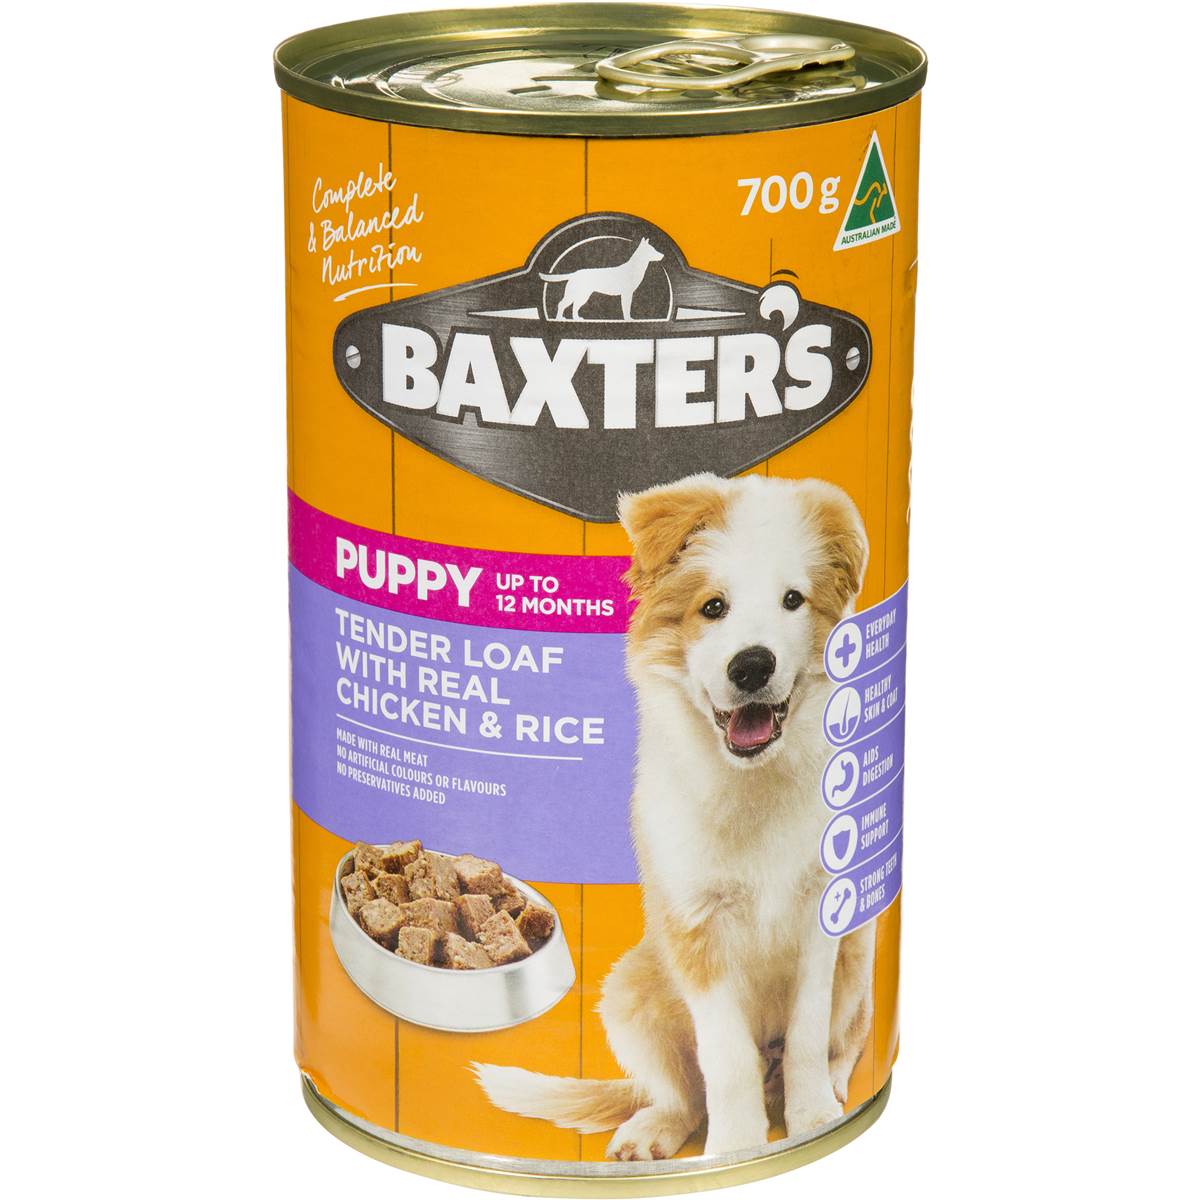 Complete
& Balanced
Nutrition
700g
AUSTRALIAN MADE
BAXTER'S
PUPPY UP TO
12 MONTHS
TENDER LOAF
WITH REAL
CHICKEN & RICE
MADE WITH REAL MEAT
NO ARTIFICIAL COLOURS OR FLAVOURS
NO PRESERVATIVES ADDED
EVERYDAY
HEALTH
HEALTHY
SKIN & COAT
AIDS
DIGESTION
IMMUNE
SUPPORT
STRONG TEETH
& BONES